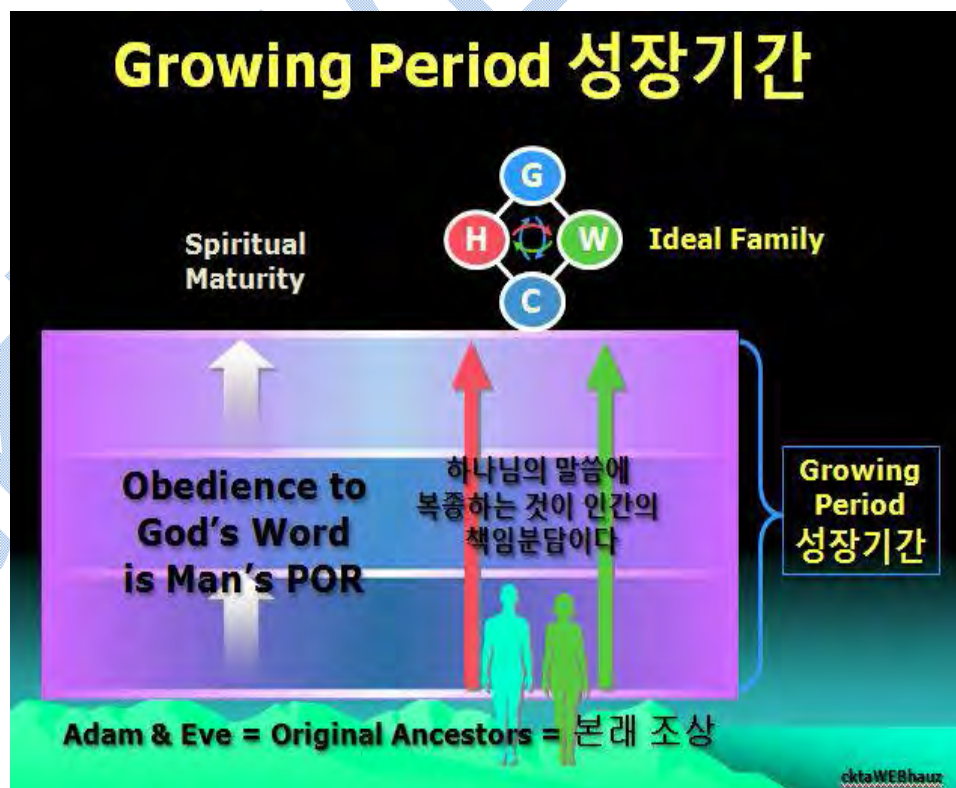 Growing Period 성장기간
G
H
W
C
Spiritual
Maturity
Ideal Family
Obedience to
God's Word
is Man's POR
하나님의 말씀에
복종하는 것이 인간의
책임분담이다
Growing
Period
성장기간
Adam & Eve = Original Ancestors = 본래 조상
cktaWEBhauz